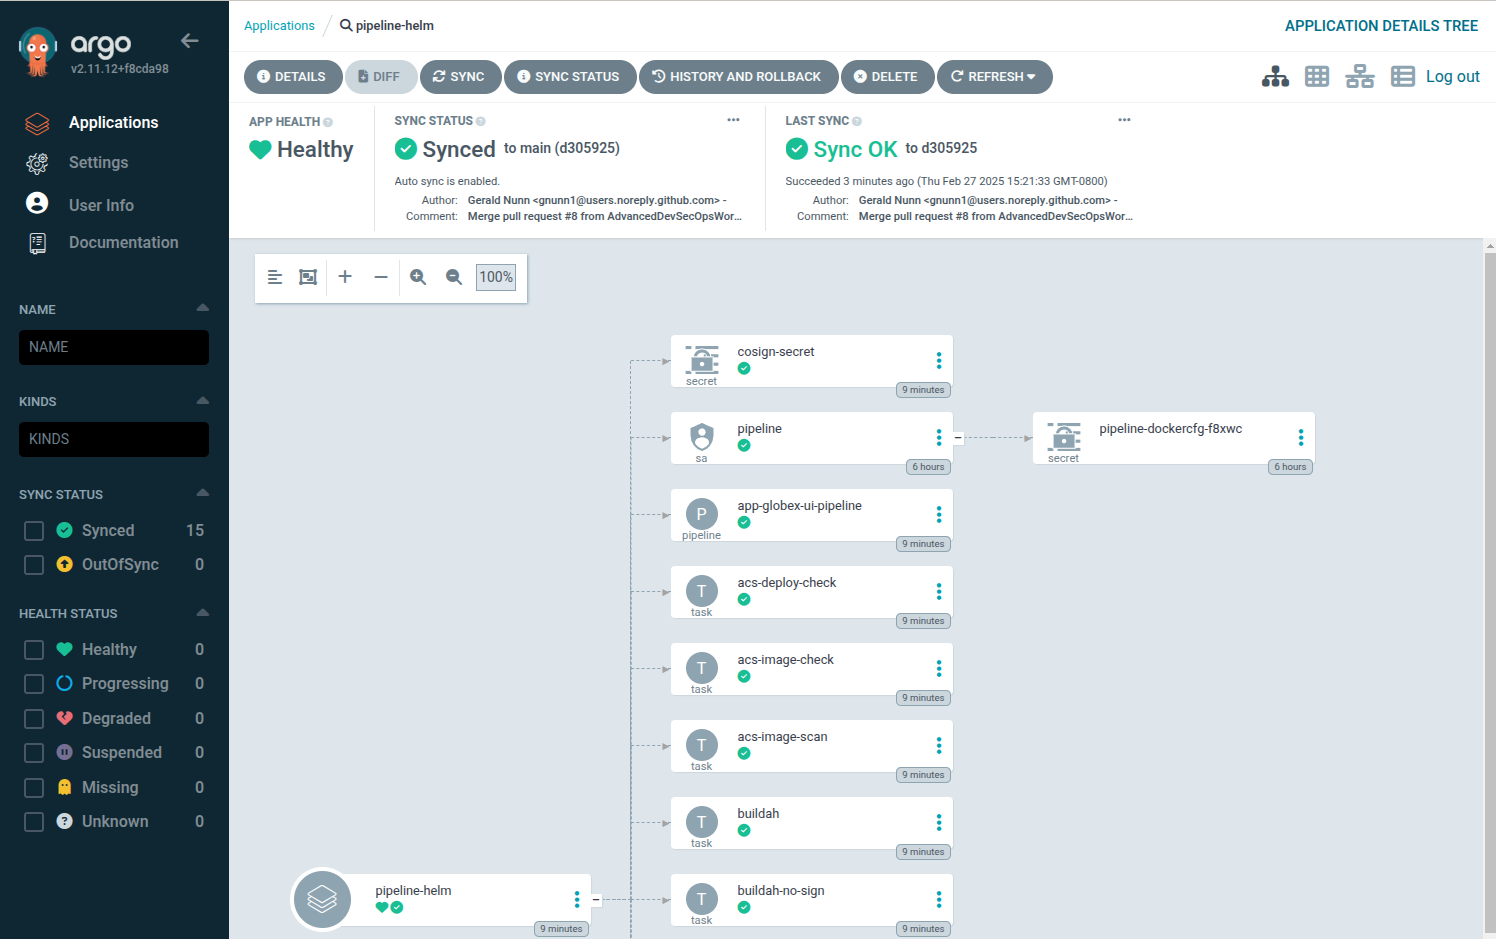 argo
v2.11.12+f8cda98
Applications
Settings
User Info
Documentation
NAME
NAME
KINDS
KINDS
SYNC STATUS
Synced 15
OutOfSync 0
HEALTH STATUS
Healthy 0
Progressing 0
Degraded 0
Suspended 0
Missing 0
Unknown 0
Applications / pipeline-helm
APPLICATION DETAILS TREE
DETAILS DIFF SYNC SYNC STATUS HISTORY AND ROLLBACK DELETE REFRESH Log out
APP HEALTH
Healthy
SYNC STATUS
Synced to main (d305925)
Auto sync is enabled.
Author: Gerald Nunn <gnunn1@users.noreply.github.com> -
Comment: Merge pull request #8 from AdvancedDevSecOpsWor...
LAST SYNC
Sync OK to d305925
Succeeded 3 minutes ago (Thu Feb 27 2025 15:21:33 GMT-0800)
Author: Gerald Nunn <gnunn1@users.noreply.github.com> -
Comment: Merge pull request #8 from AdvancedDevSecOpsWor...
100%
cosign-secret
secret
9 minutes
pipeline
sa
6 hours
pipeline-dockercfg-f8xwc
secret
6 hours
app-globex-ui-pipeline
P
pipeline
9 minutes
acs-deploy-check
T
task
9 minutes
acs-image-check
T
task
9 minutes
acs-image-scan
T
task
9 minutes
buildah
T
task
9 minutes
pipeline-helm
9 minutes
buildah-no-sign
T
task
9 minutes